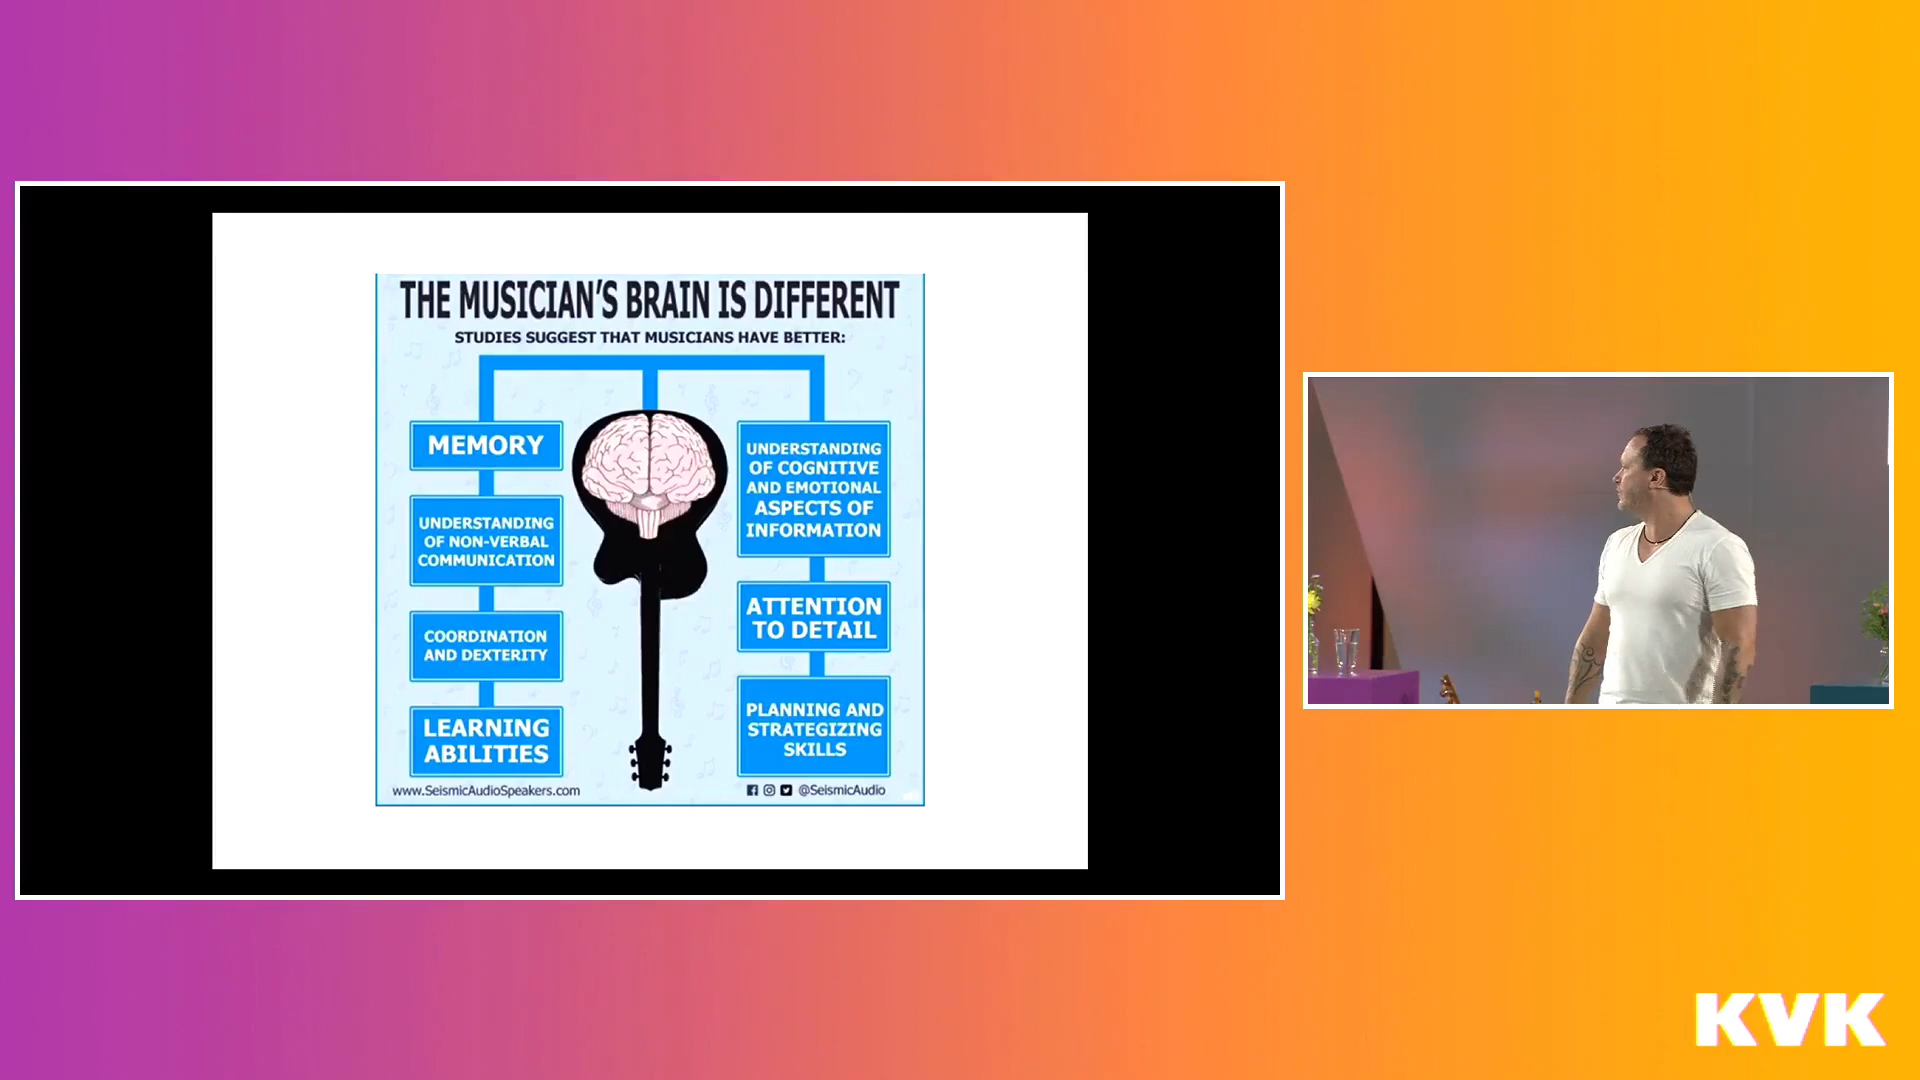 THE MUSICIAN'S BRAIN IS DIFFERENT
STUDIES SUGGEST THAT MUSICIANS HAVE BETTER:
MEMORY
UNDERSTANDING
OF NON-VERBAL
COMMUNICATION
COORDINATION
AND DEXTERITY
LEARNING
ABILITIES
UNDERSTANDING
OF COGNITIVE
AND EMOTIONAL
ASPECTS OF
INFORMATION
ATTENTION
TO DETAIL
PLANNING AND
STRATEGIZING
SKILLS
www.SeismicAudioSpeakers.com
@SeismicAudio
KVK